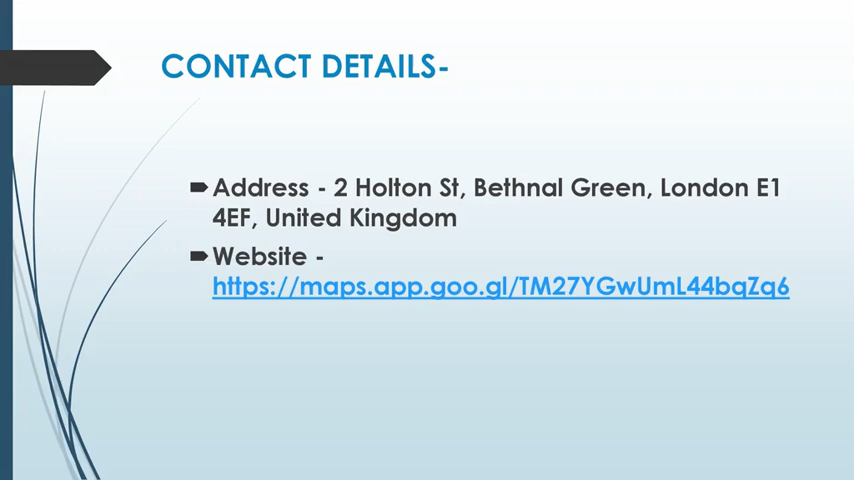 CONTACT DETAILS-
Address - 2 Holton St, Bethnal Green, London E1
4EF, United Kingdom
Website -
https://maps.app.goo.gl/TM27YGwUmL44bqZq6